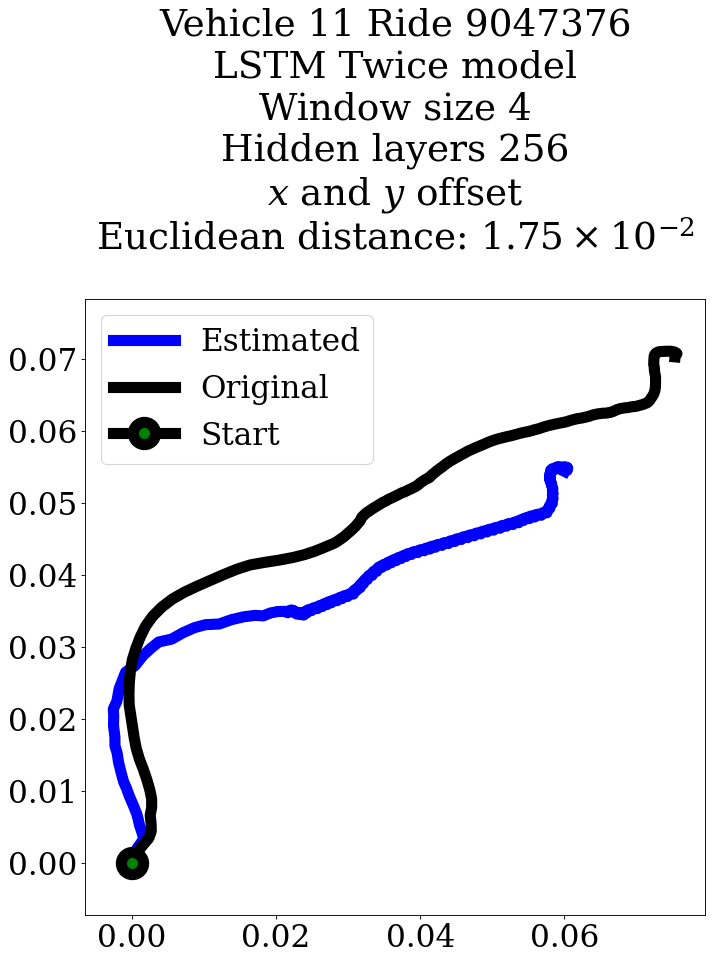 Vehicle 11 Ride 9047376
LSTM Twice model
Window size 4
Hidden layers 256
x and y offset
Euclidean distance: 1.75 × 10⁻²
Estimated
Original
Start
0.07
0.06
0.05
0.04
0.03
0.02
0.01
0.00
0.00 0.02 0.04 0.06